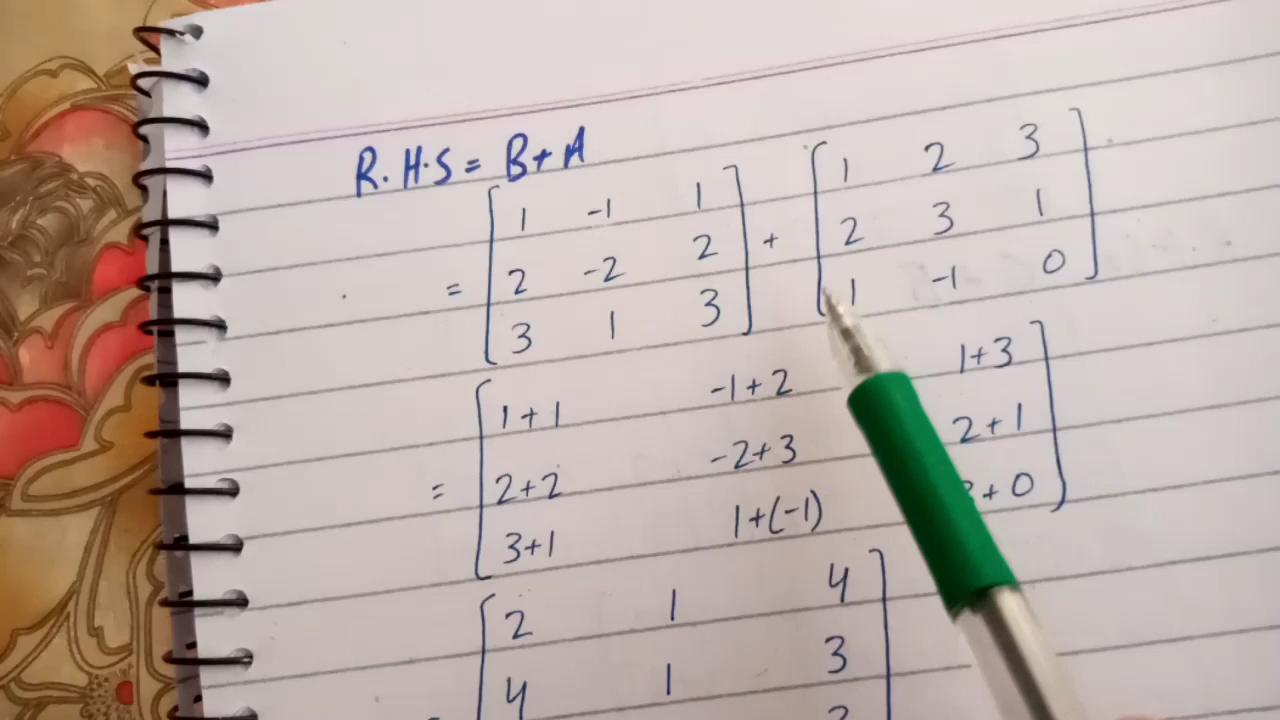 R.H.S = B+A
= [1 -1 1] + [1 2 3]
[2 -2 2] [2 3 1]
[3 1 3] [1 -1 0]
= [1+1 -1+2 1+3]
[2+2 -2+3 2+1]
[3+1 1+(-1) +0]
[2 1 4]
[4 1 3]